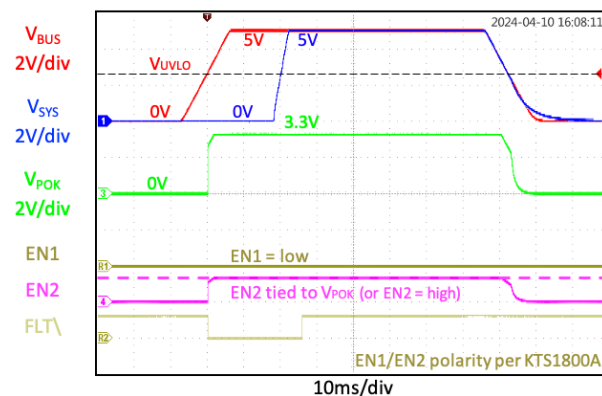 2024-04-10 16:08:11
VBUS
2V/div
5V
5V
VUVLO
VSYS
2V/div
0V
0V
1
3.3V
VPOK
2V/div
0V
3
EN1
EN1 = low
R1
EN2
EN2 tied to VPOK (or EN2 = high)
4
FLT\
R2
EN1/EN2 polarity per KTS1800A
10ms/div